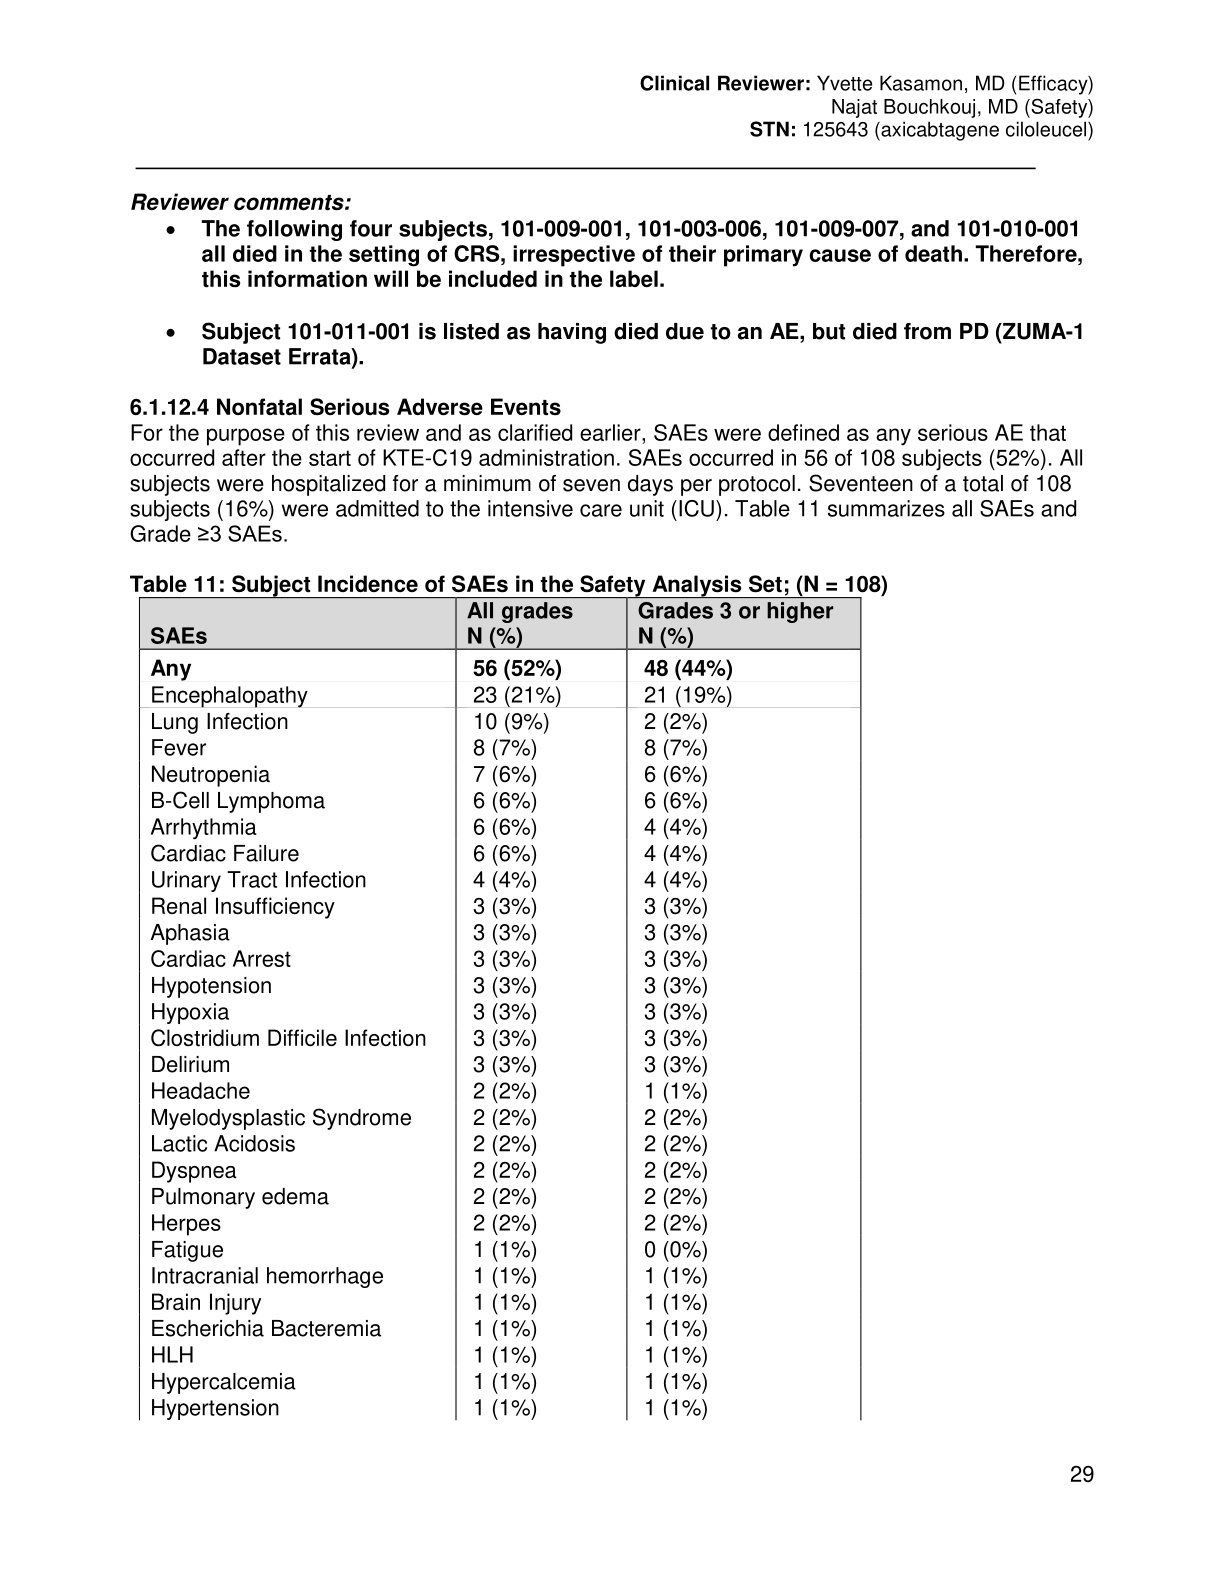 Clinical Reviewer: Yvette Kasamon, MD (Efficacy)
Najat Bouchkouj, MD (Safety)
STN: 125643 (axicabtagene ciloleucel)
Reviewer comments:
• The following four subjects, 101-009-001, 101-003-006, 101-009-007, and 101-010-001
all died in the setting of CRS, irrespective of their primary cause of death. Therefore,
this information will be included in the label.
• Subject 101-011-001 is listed as having died due to an AE, but died from PD (ZUMA-1
Dataset Errata).
6.1.12.4 Nonfatal Serious Adverse Events
For the purpose of this review and as clarified earlier, SAEs were defined as any serious AE that
occurred after the start of KTE-C19 administration. SAEs occurred in 56 of 108 subjects (52%). All
subjects were hospitalized for a minimum of seven days per protocol. Seventeen of a total of 108
subjects (16%) were admitted to the intensive care unit (ICU). Table 11 summarizes all SAEs and
Grade ≥3 SAEs.
Table 11: Subject Incidence of SAEs in the Safety Analysis Set; (N = 108)
All grades Grades 3 or higher
SAEs N (%) N (%)
Any 56 (52%) 48 (44%)
Encephalopathy 23 (21%) 21 (19%)
Lung Infection 10 (9%) 2 (2%)
Fever 8 (7%) 8 (7%)
Neutropenia 7 (6%) 6 (6%)
B-Cell Lymphoma 6 (6%) 6 (6%)
Arrhythmia 6 (6%) 4 (4%)
Cardiac Failure 6 (6%) 4 (4%)
Urinary Tract Infection 4 (4%) 4 (4%)
Renal Insufficiency 3 (3%) 3 (3%)
Aphasia 3 (3%) 3 (3%)
Cardiac Arrest 3 (3%) 3 (3%)
Hypotension 3 (3%) 3 (3%)
Hypoxia 3 (3%) 3 (3%)
Clostridium Difficile Infection 3 (3%) 3 (3%)
Delirium 3 (3%) 3 (3%)
Headache 2 (2%) 1 (1%)
Myelodysplastic Syndrome 2 (2%) 2 (2%)
Lactic Acidosis 2 (2%) 2 (2%)
Dyspnea 2 (2%) 2 (2%)
Pulmonary edema 2 (2%) 2 (2%)
Herpes 2 (2%) 2 (2%)
Fatigue 1 (1%) 0 (0%)
Intracranial hemorrhage 1 (1%) 1 (1%)
Brain Injury 1 (1%) 1 (1%)
Escherichia Bacteremia 1 (1%) 1 (1%)
HLH 1 (1%) 1 (1%)
Hypercalcemia 1 (1%) 1 (1%)
Hypertension 1 (1%) 1 (1%)
29